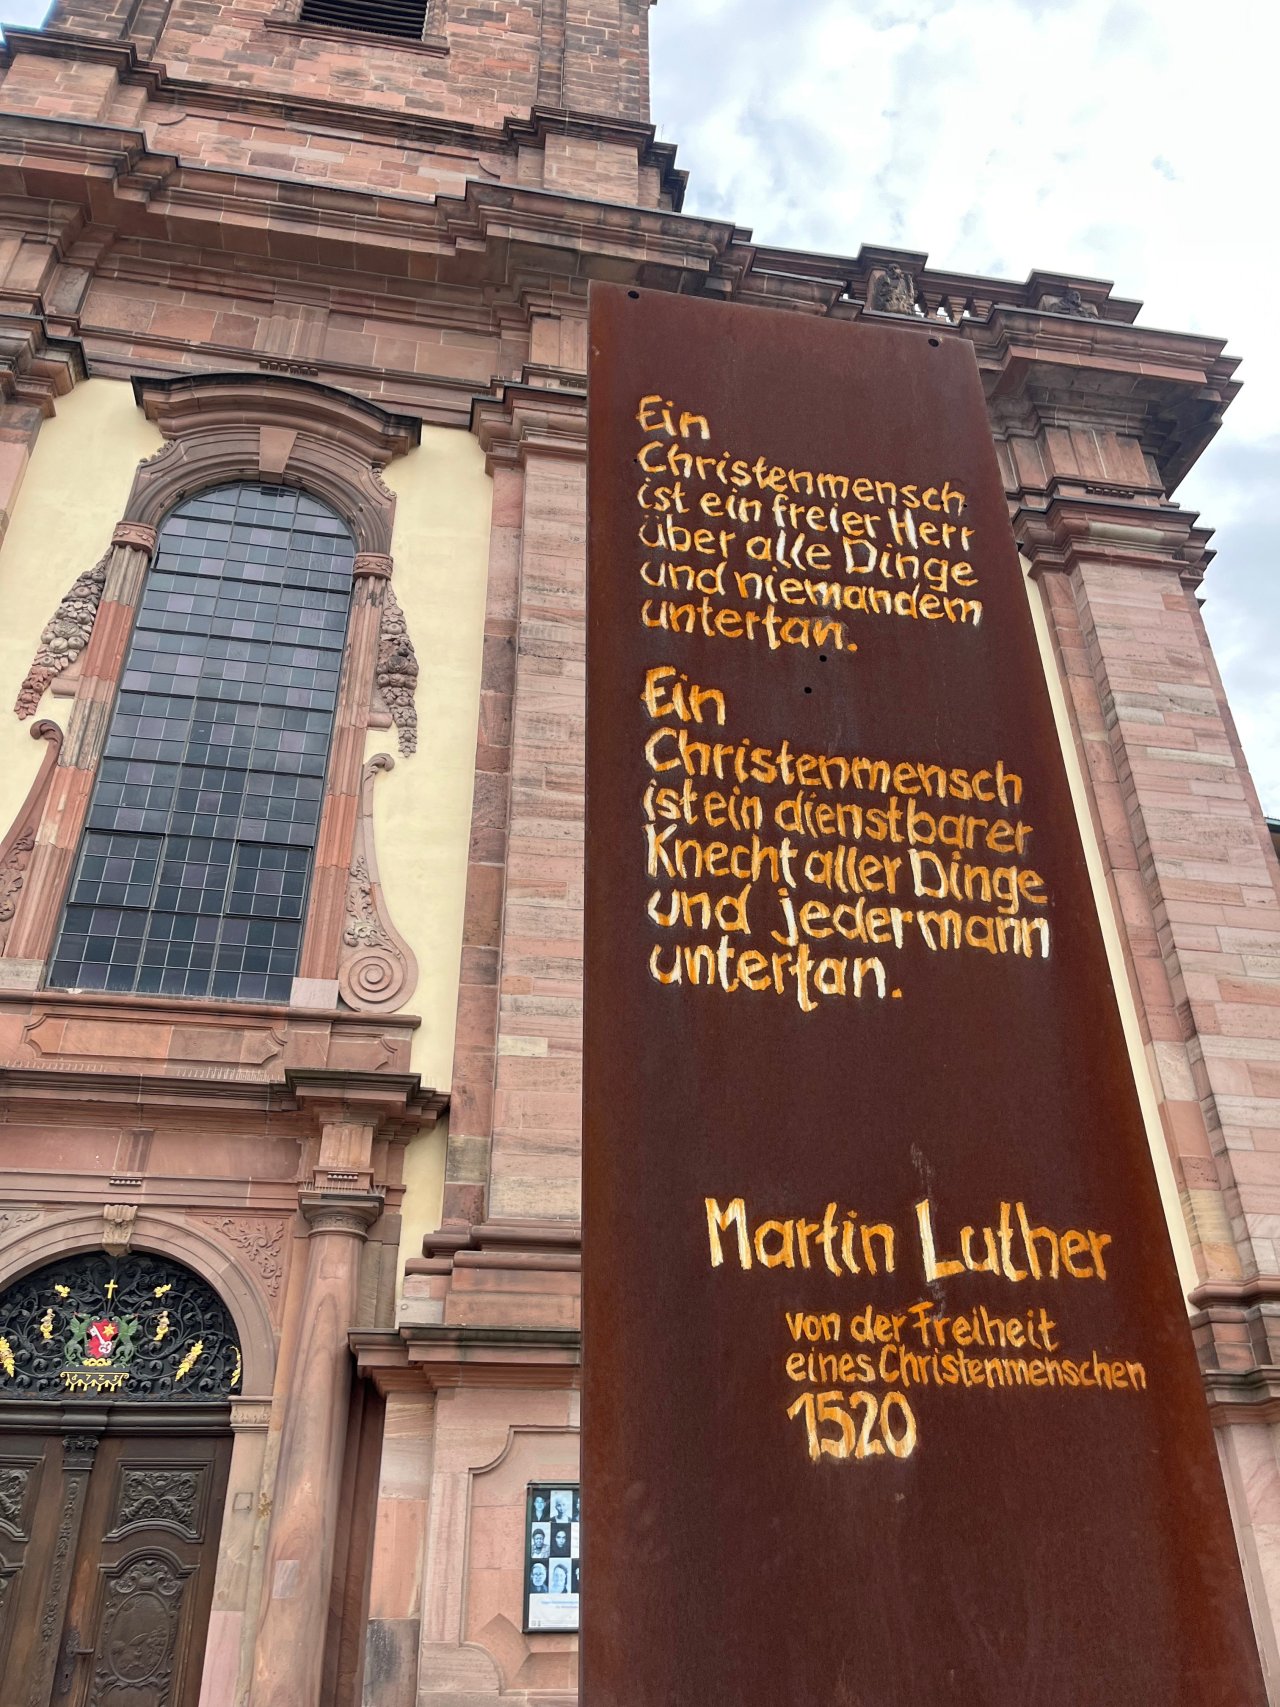 Ein
Christenmensch
ist ein freier Herr
über alle Dinge
und niemandem
untertan.
Ein
Christenmensch
ist ein dienstbarer
Knecht aller Dinge
und jedermann
untertan.
Martin Luther
von der Freiheit
eines Christenmenschen
1520
1725